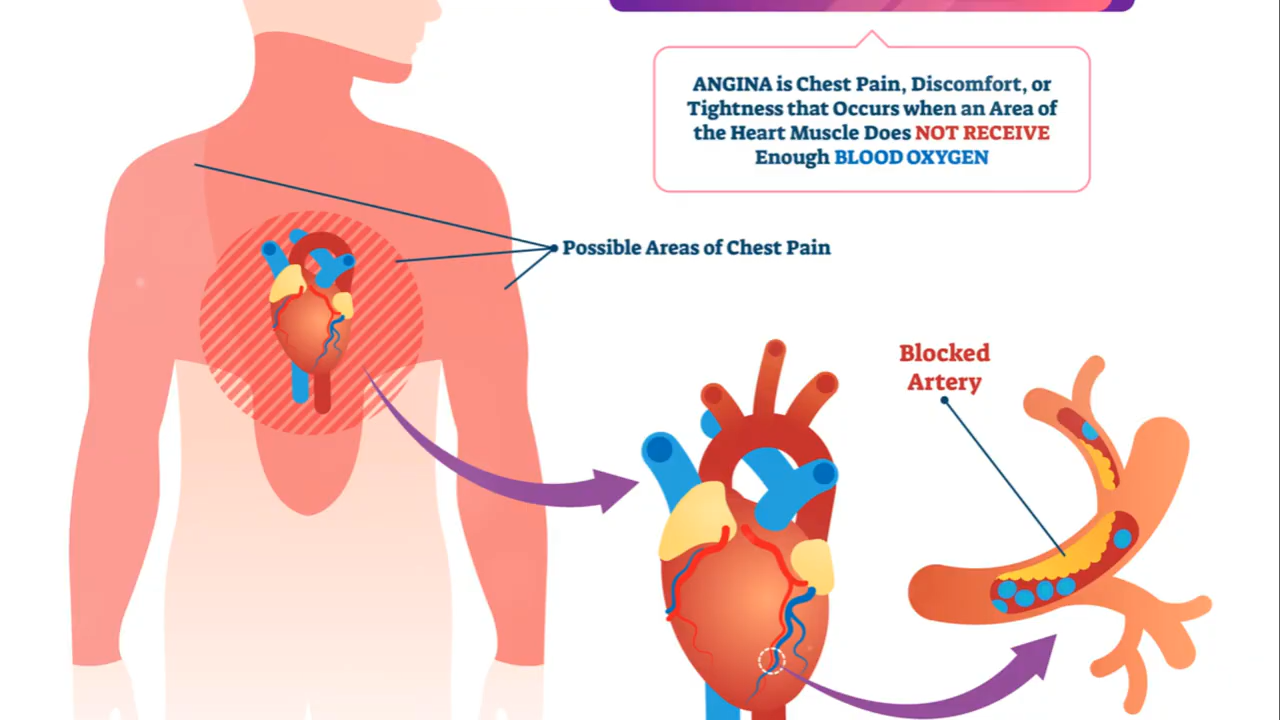 ANGINA is Chest Pain, Discomfort, or
Tightness that Occurs when an Area of
the Heart Muscle Does NOT RECEIVE
Enough BLOOD OXYGEN
Possible Areas of Chest Pain
Blocked
Artery